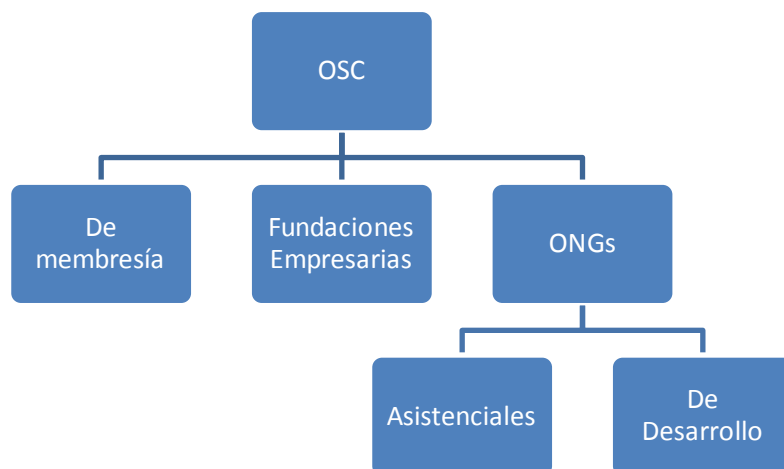 OSC
De
membresía
Fundaciones
Empresarias
ONGs
Asistenciales
De
Desarrollo